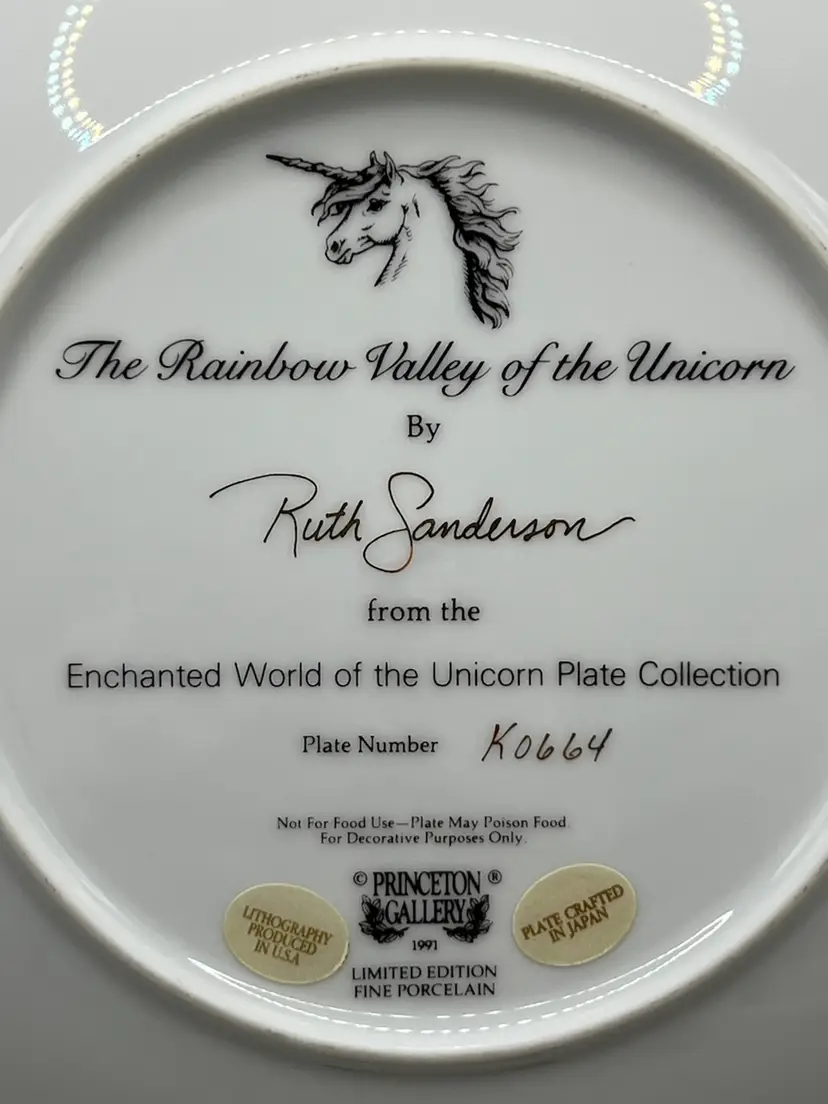 The Rainbow Valley of the Unicorn
By
Ruth Sanderson
from the
Enchanted World of the Unicorn Plate Collection
Plate Number K0664
Not For Food Use—Plate May Poison Food.
For Decorative Purposes Only.
© PRINCETON ®
GALLERY
1991
LIMITED EDITION
FINE PORCELAIN
LITHOGRAPHY
PRODUCED
IN U.S.A
PLATE CRAFTED
IN JAPAN